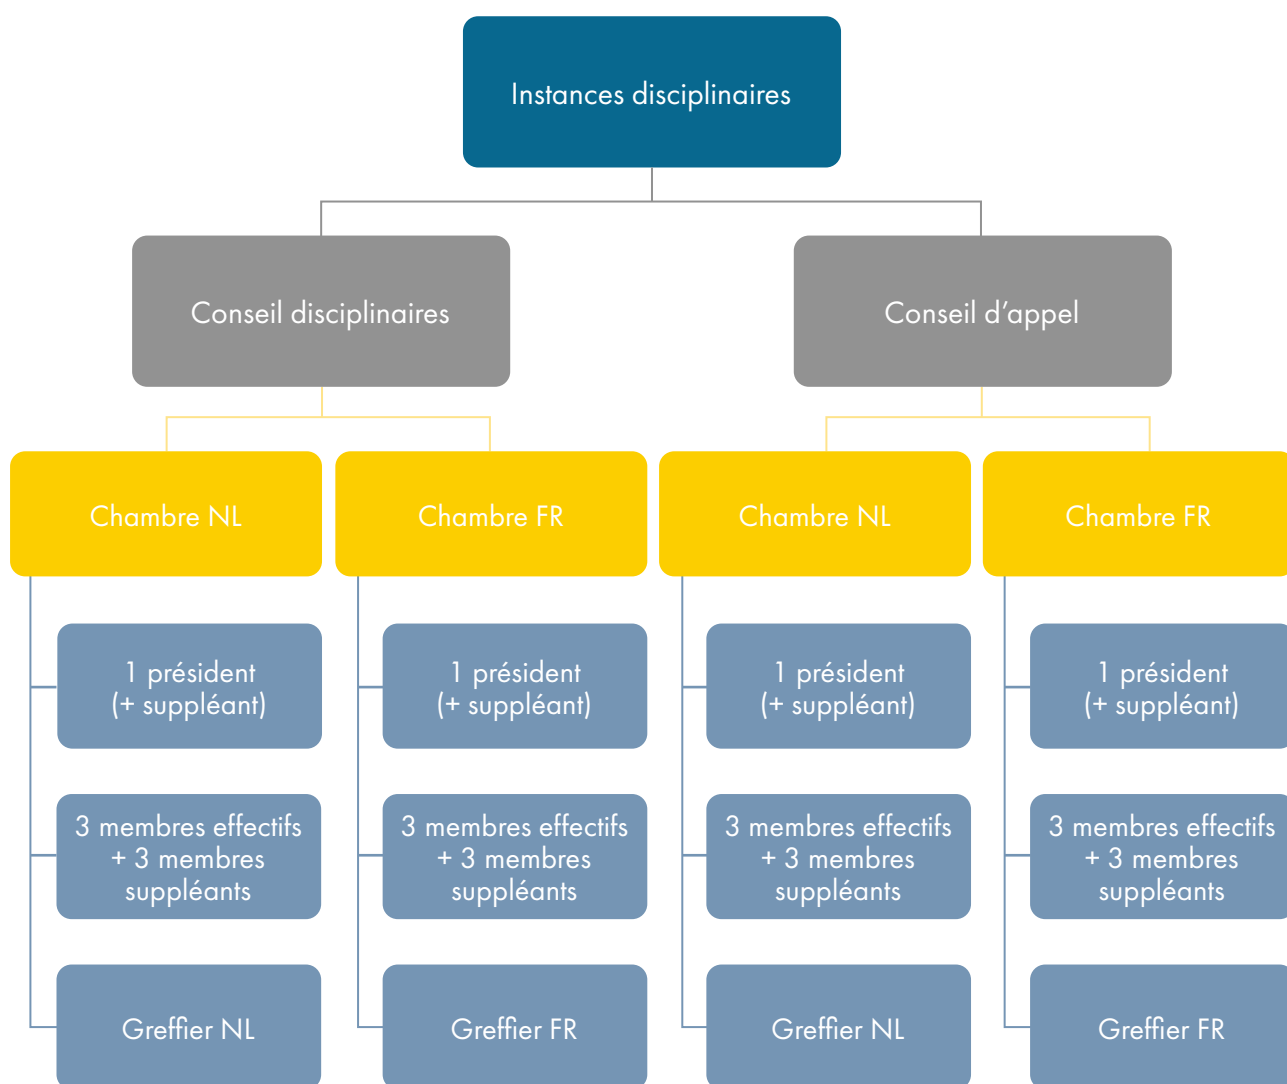 Instances disciplinaires
Conseil disciplinaires
Conseil d’appel
Chambre NL
Chambre FR
Chambre NL
Chambre FR
1 président
(+ suppléant)
1 président
(+ suppléant)
1 président
(+ suppléant)
1 président
(+ suppléant)
3 membres effectifs
+ 3 membres
suppléants
3 membres effectifs
+ 3 membres
suppléants
3 membres effectifs
+ 3 membres
suppléants
3 membres effectifs
+ 3 membres
suppléants
Greffier NL
Greffier FR
Greffier NL
Greffier FR